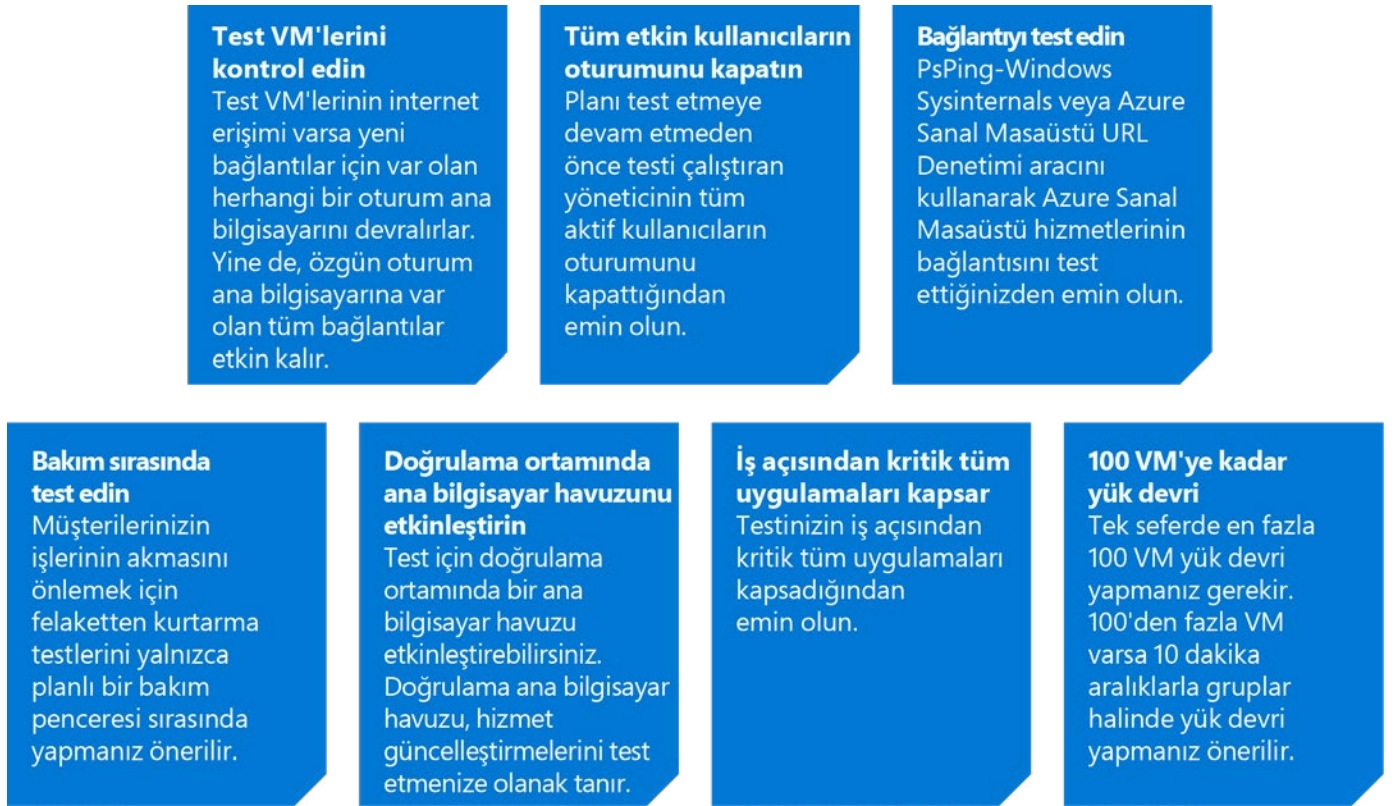 Test VM'lerini
kontrol edin
Test VM'lerinin internet
erişimi varsa yeni
bağlantılar için var olan
herhangi bir oturum ana
bilgisayarını devralırlar.
Yine de, özgün oturum
ana bilgisayarına var
olan tüm bağlantılar
etkin kalır.
Tüm etkin kullanıcıların
oturumunu kapatın
Planı test etmeye
devam etmeden
önce testi çalıştıran
yöneticinin tüm
aktif kullanıcıların
oturumunu
kapattığından
emin olun.
Bağlantıyı test edin
PsPing-Windows
Sysinternals veya Azure
Sanal Masaüstü URL
Denetimi aracını
kullanarak Azure Sanal
Masaüstü hizmetlerinin
bağlantısını test
ettiğinizden emin olun.
Bakım sırasında
test edin
Müşterilerinizin
işlerinin akmasını
önlemek için
felaketten kurtarma
testlerini yalnızca
planlı bir bakım
penceresi sırasında
yapmanız önerilir.
Doğrulama ortamında
ana bilgisayar havuzunu
etkinleştirin
Test için doğrulama
ortamında bir ana
bilgisayar havuzu
etkinleştirebilirsiniz.
Doğrulama ana bilgisayar
havuzu, hizmet
güncelleştirmelerini test
etmenize olanak tanır.
İş açısından kritik tüm
uygulamaları kapsar
Testinizin iş açısından
kritik tüm uygulamaları
kapsadığından
emin olun.
100 VM'ye kadar
yük devri
Tek seferde en fazla
100 VM yük devri
yapmanız gerekir.
100'den fazla VM
varsa 10 dakika
aralıklarla gruplar
halinde yük devri
yapmanız önerilir.